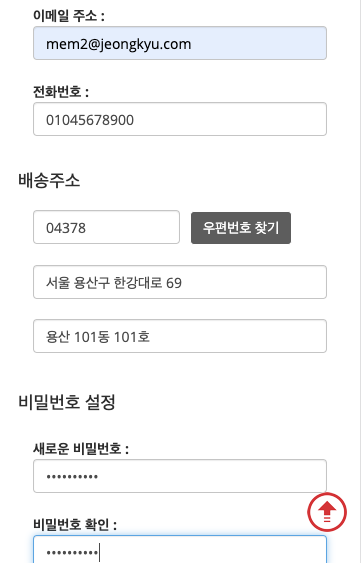 이메일 주소 :
mem2@jeongkyu.com
전화번호 :
01045678900
배송주소
04378 우편번호 찾기
서울 용산구 한강대로 69
용산 101동 101호
비밀번호 설정
새로운 비밀번호 :
••••••••••
비밀번호 확인 :
••••••••••